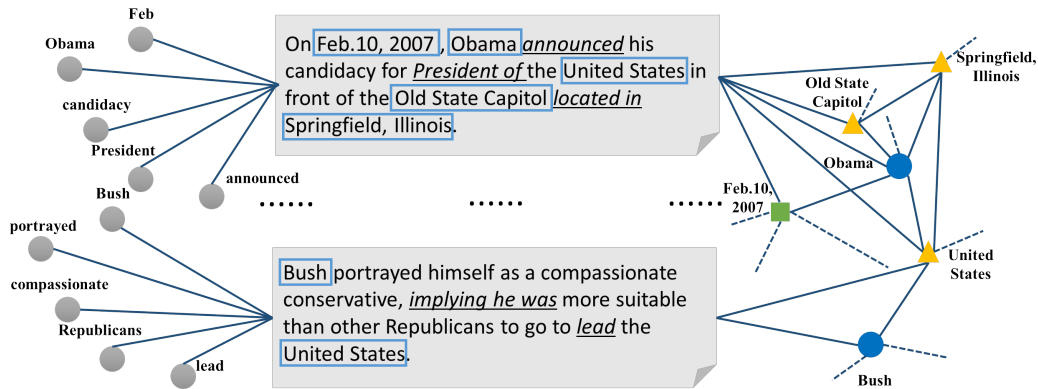 Feb
Obama
candidacy
President
announced
Bush
portrayed
compassionate
Republicans
lead
On Feb.10, 2007 , Obama announced his
candidacy for President of the United States in
front of the Old State Capitol located in
Springfield, Illinois.
...... ...... ......
Bush portrayed himself as a compassionate
conservative, implying he was more suitable
than other Republicans to go to lead the
United States.
Springfield,
Illinois
Old State
Capitol
Obama
Feb.10,
2007
United
States
Bush